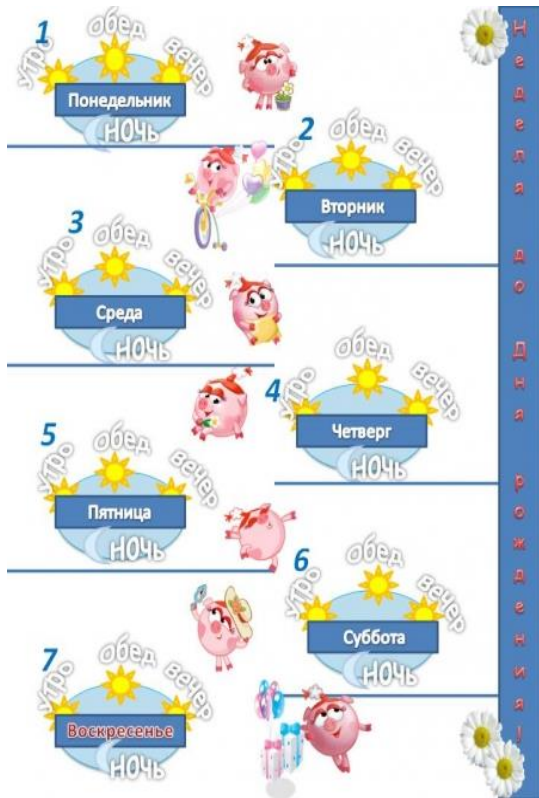 1
утро обед вечер
Понедельник
ночь
2
утро обед вечер
Вторник
ночь
3
утро обед вечер
Среда
ночь
4
утро обед вечер
Четверг
ночь
5
утро обед вечер
Пятница
ночь
6
утро обед вечер
Суббота
ночь
7
утро обед вечер
Воскресенье
ночь
Неделя до Дня рождения!